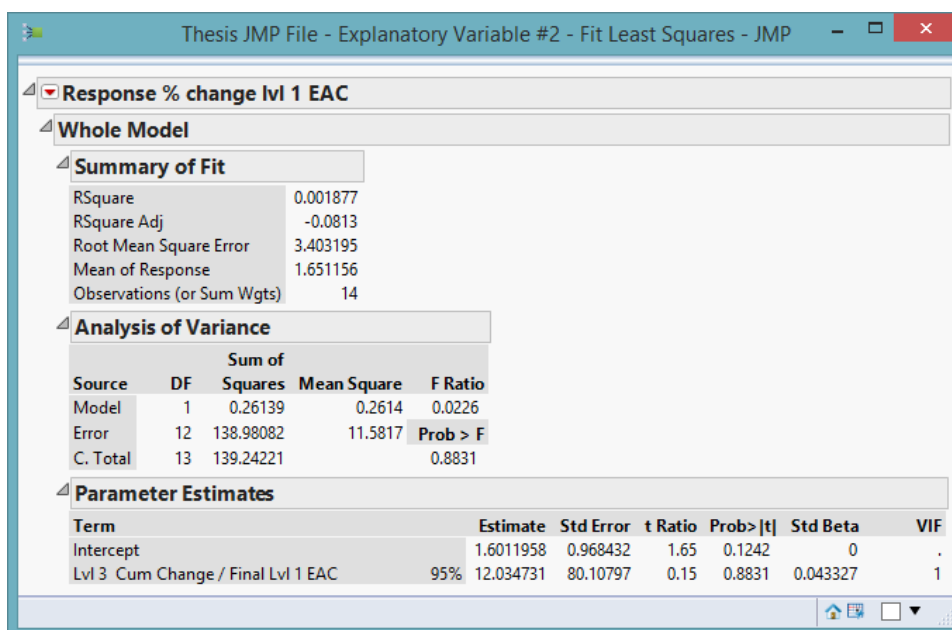 Thesis JMP File - Explanatory Variable #2 - Fit Least Squares - JMP
Response % change lvl 1 EAC
Whole Model
Summary of Fit
RSquare 0.001877
RSquare Adj -0.0813
Root Mean Square Error 3.403195
Mean of Response 1.651156
Observations (or Sum Wgts) 14
Analysis of Variance
Sum of
Source DF Squares Mean Square F Ratio
Model 1 0.26139 0.2614 0.0226
Error 12 138.98082 11.5817 Prob > F
C. Total 13 139.24221 0.8831
Parameter Estimates
Term Estimate Std Error t Ratio Prob>|t| Std Beta VIF
Intercept 1.6011958 0.968432 1.65 0.1242 0 .
Lvl 3 Cum Change / Final Lvl 1 EAC 95% 12.034731 80.10797 0.15 0.8831 0.043327 1